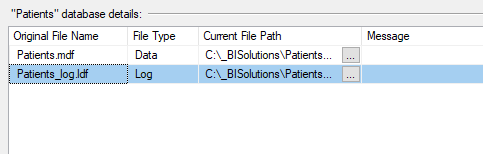 "Patients" database details:
Original File Name File Type Current File Path Message
Patients.mdf Data C:\_BISolutions\Patients... ...
Patients_log.ldf Log C:\_BISolutions\Patients... ...